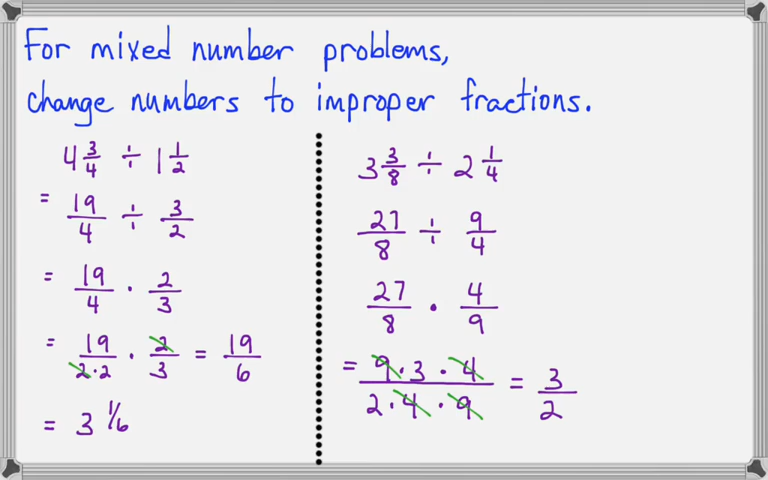 For mixed number problems,
change numbers to improper fractions.
4 3/4 ÷ 1 1/2
= 19/4 ÷ 3/2
= 19/4 · 2/3
= 19/2·2 · 2/3 = 19/6
= 3 1/6
3 3/8 ÷ 2 1/4
27/8 ÷ 9/4
27/8 · 4/9
= 9·3·4/2·4·9 = 3/2